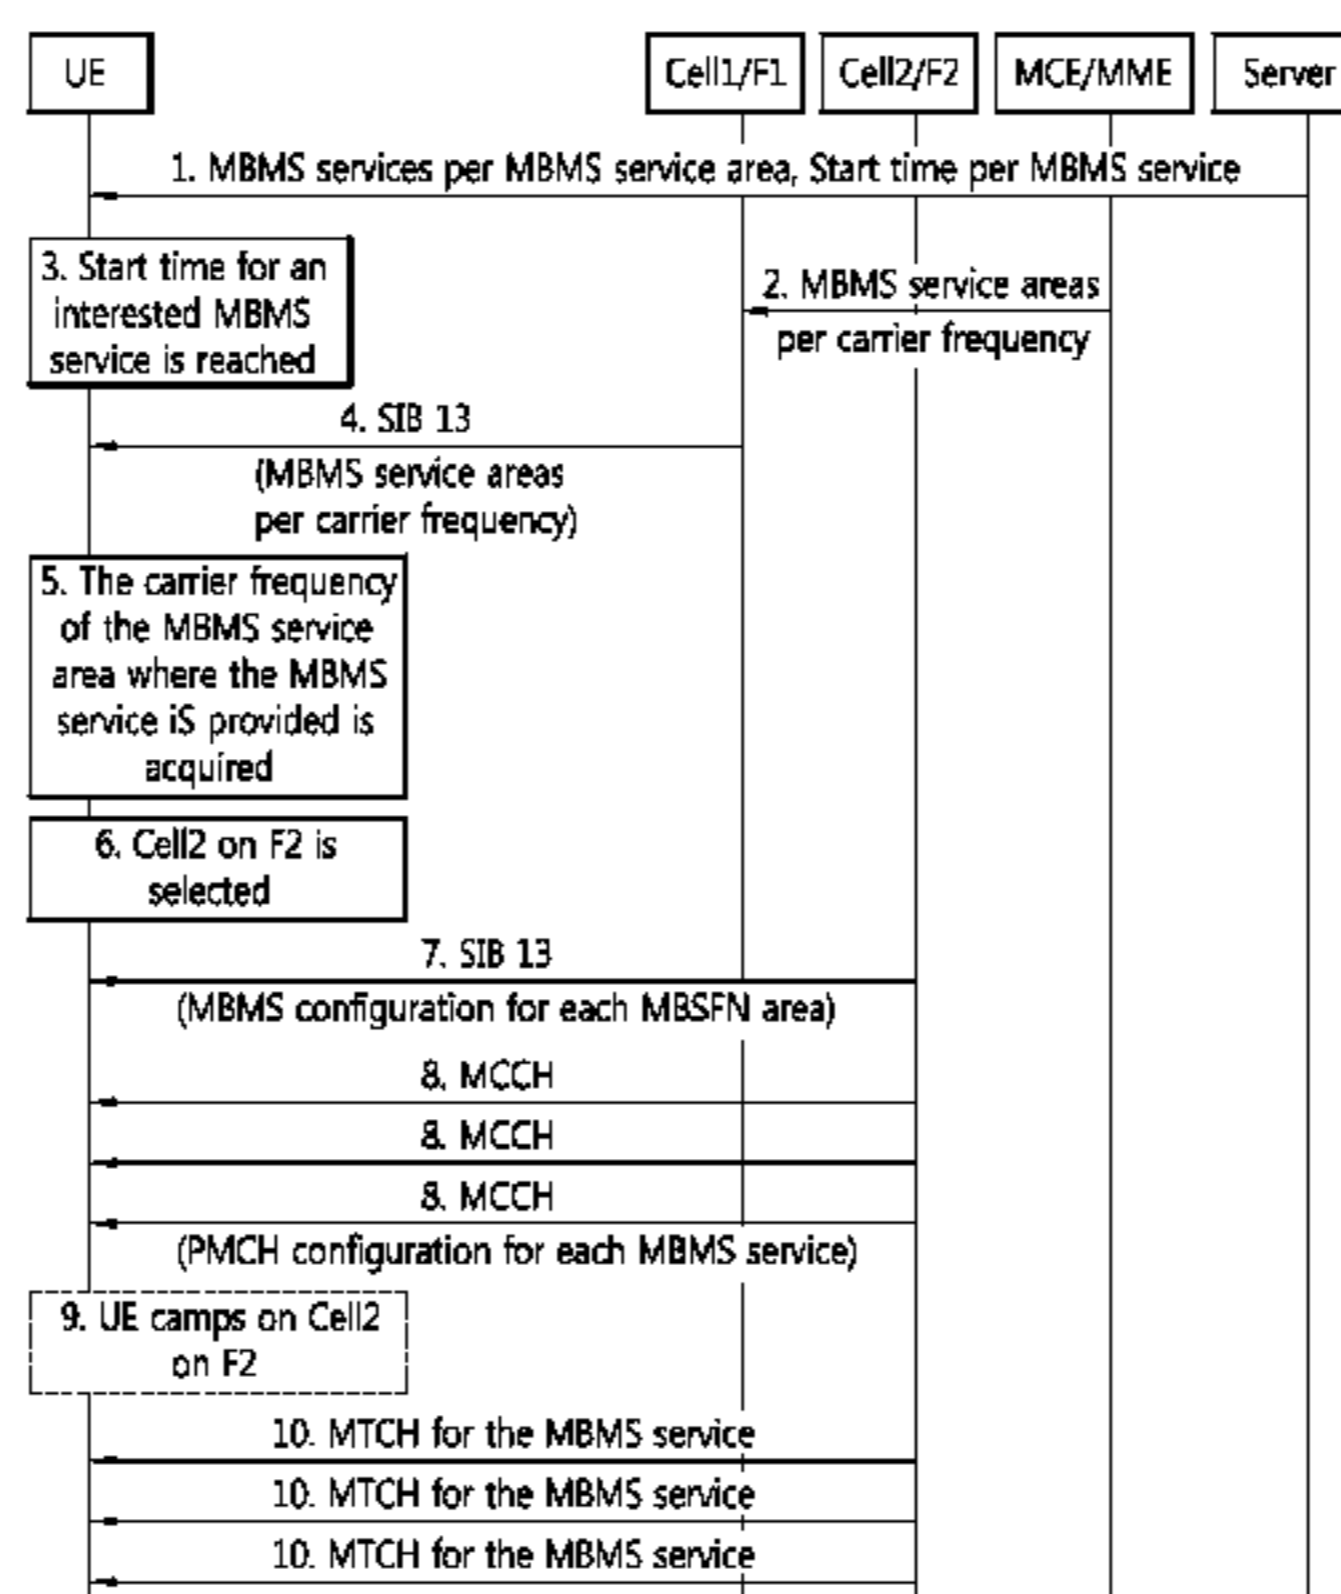 UE
Cell1/F1
Cell2/F2
MCE/MME
Server
1. MBMS services per MBMS service area, Start time per MBMS service
3. Start time for an
interested MBMS
service is reached
2. MBMS service areas
per carrier frequency
4. SIB 13
(MBMS service areas
per carrier frequency)
5. The carrier frequency
of the MBMS service
area where the MBMS
service iS provided is
acquired
6. Cell2 on F2 is
selected
7. SIB 13
(MBMS configuration for each MBSFN area)
8. MCCH
8. MCCH
8. MCCH
(PMCH configuration for each MBMS service)
9. UE camps on Cell2
on F2
10. MTCH for the MBMS service
10. MTCH for the MBMS service
10. MTCH for the MBMS service